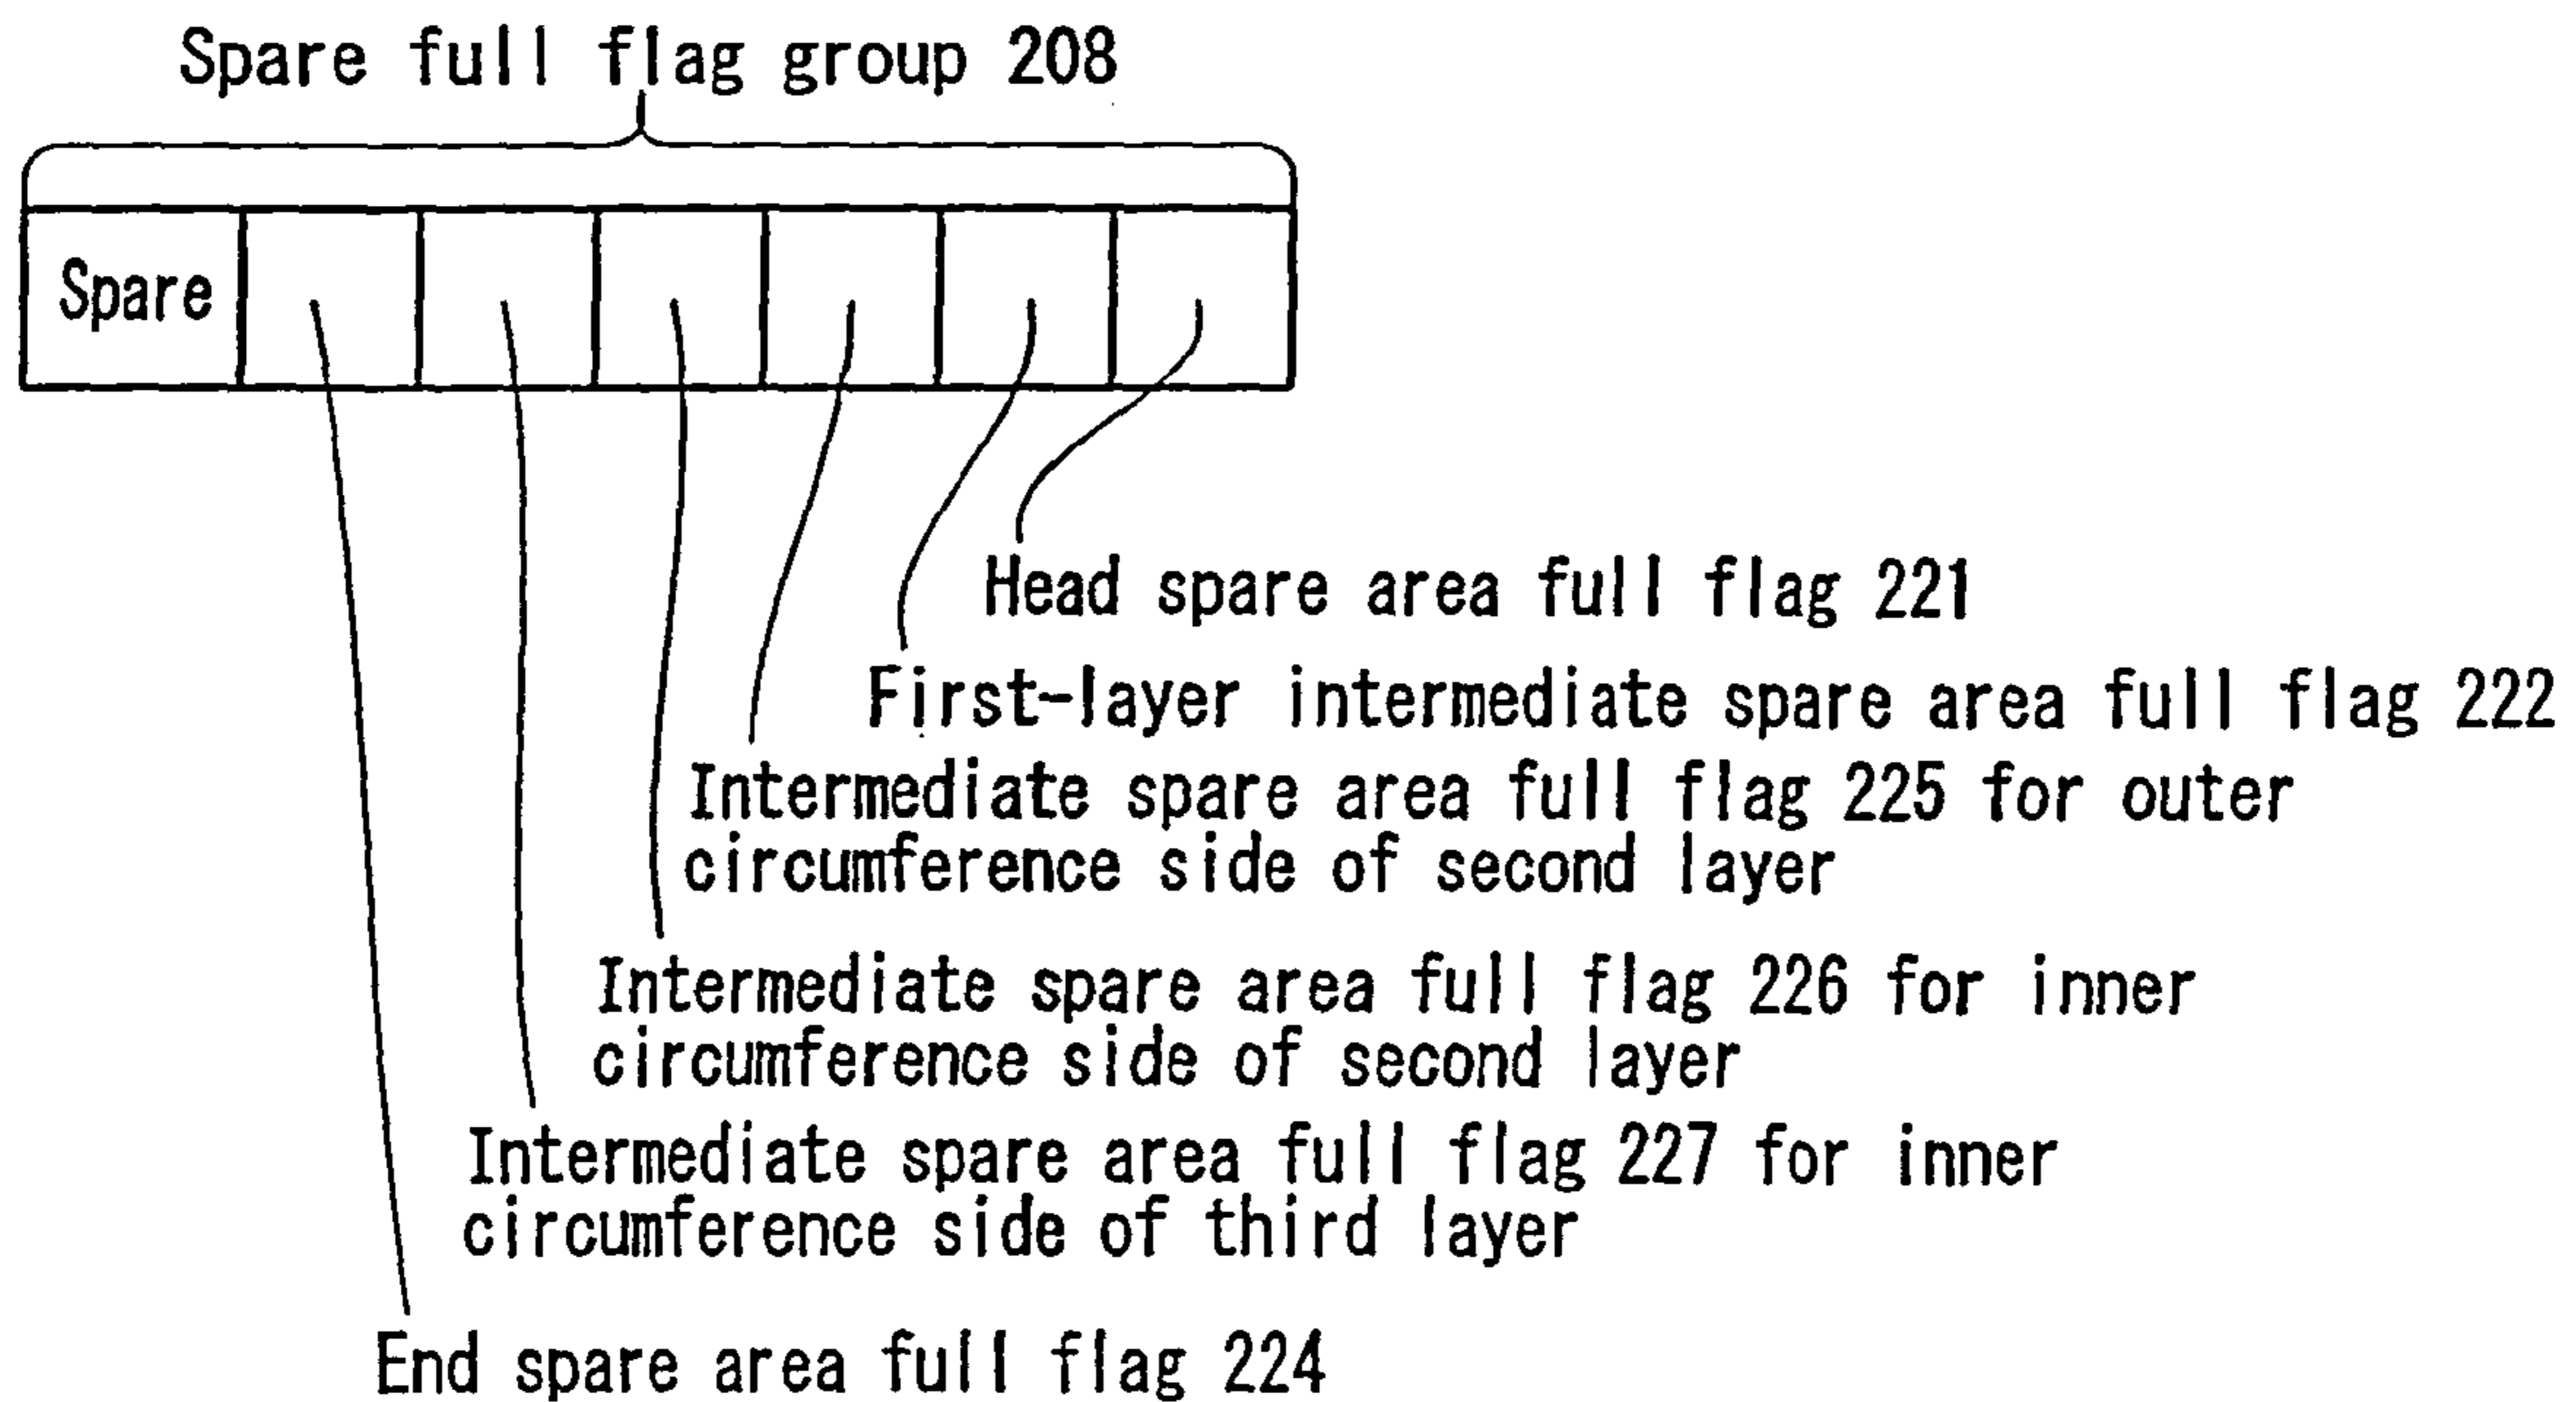 Spare full flag group 208
Spare
Head spare area full flag 221
First-layer intermediate spare area full flag 222
Intermediate spare area full flag 225 for outer
circumference side of second layer
Intermediate spare area full flag 226 for inner
circumference side of second layer
Intermediate spare area full flag 227 for inner
circumference side of third layer
End spare area full flag 224